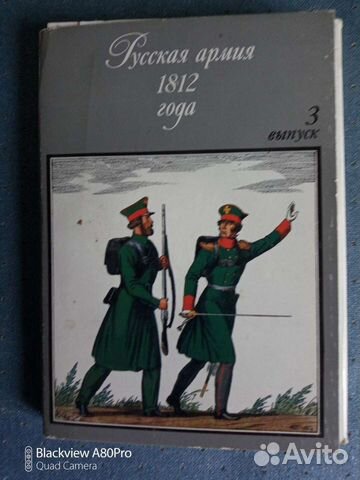 Русская армия
1812
года
3
выпуск
Blackview A80Pro
Quad Camera
Avito